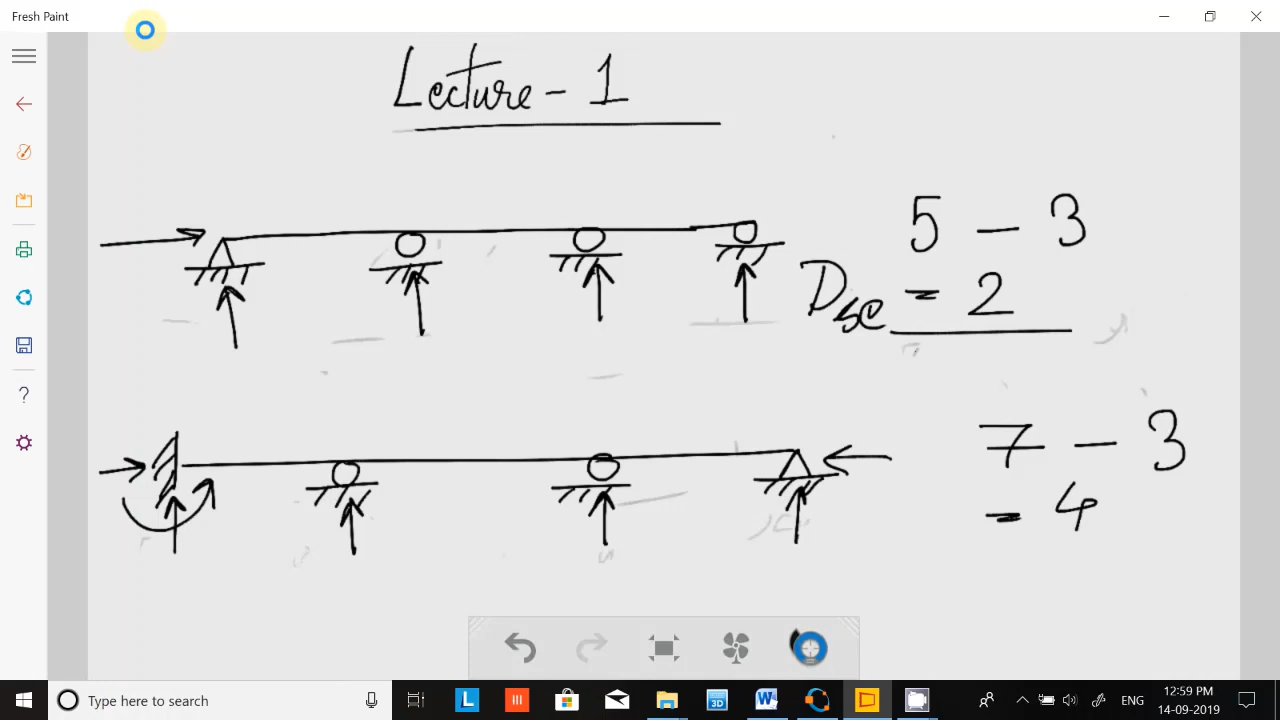 Fresh Paint
Lecture - 1
5 - 3
Dse = 2
7 - 3
= 4
?
Type here to search
L
3D
W
ENG
12:59 PM
14-09-2019